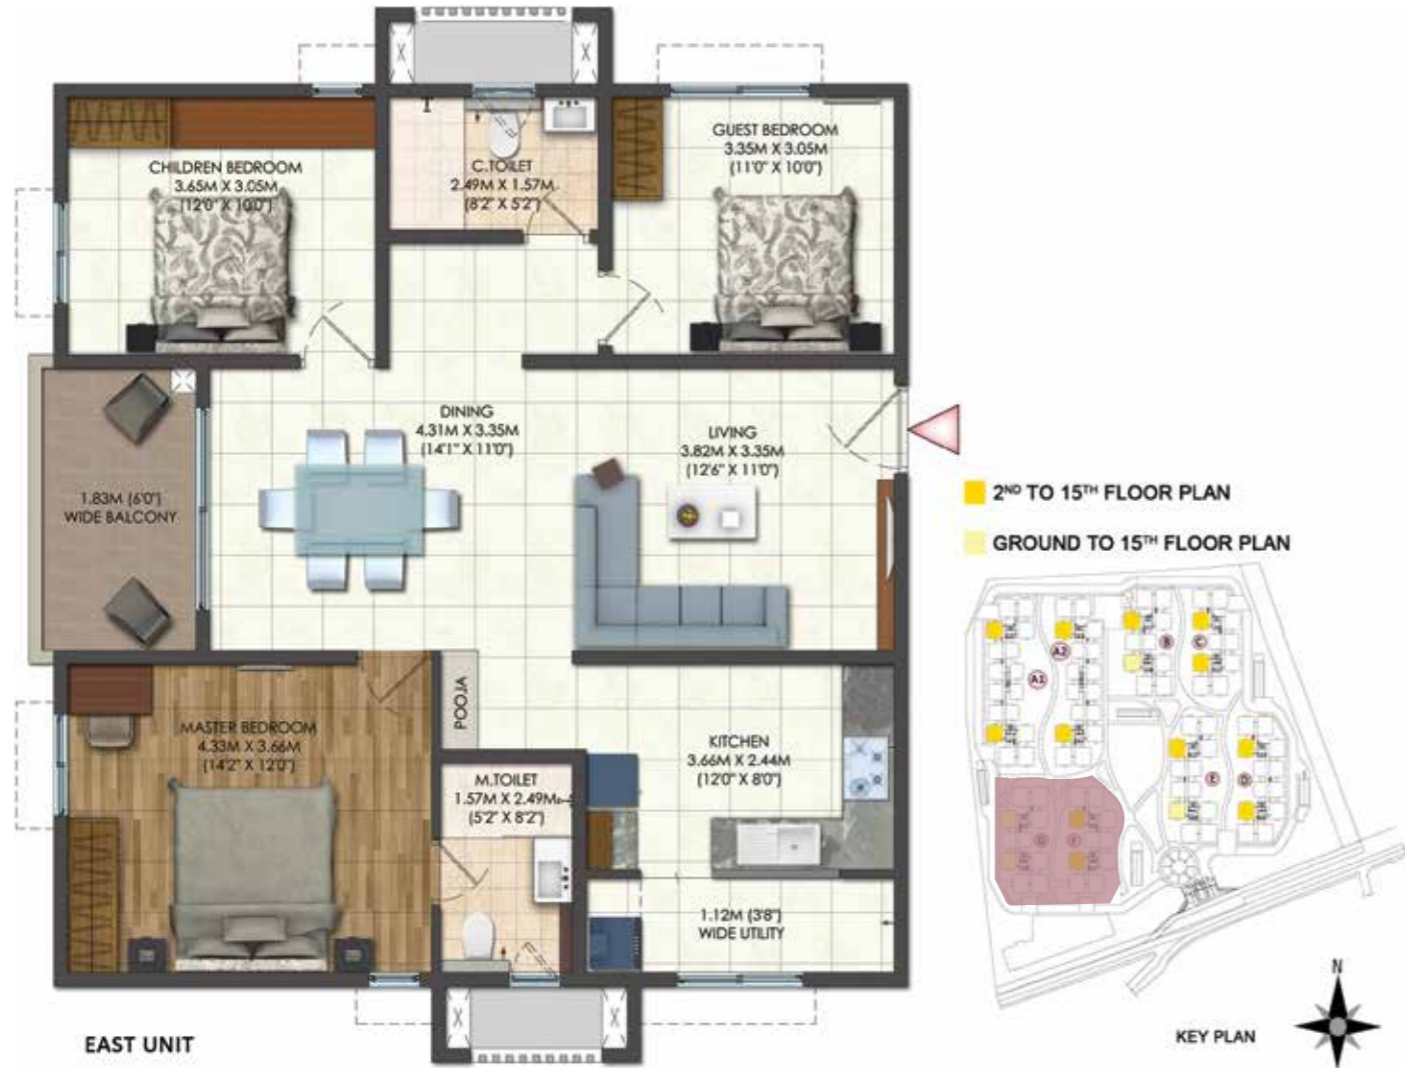 CHILDREN BEDROOM
3.65M X 3.05M
(12'0" X 10'0")
C.TOILET
2.49M X 1.57M
(8'2" X 5'2")
GUEST BEDROOM
3.35M X 3.05M
(11'0" X 10'0")
DINING
4.31M X 3.35M
(14'1" X 11'0")
LIVING
3.82M X 3.35M
(12'6" X 11'0")
1.83M (6'0")
WIDE BALCONY
MASTER BEDROOM
4.33M X 3.66M
(14'2" X 12'0")
POOJA
M.TOILET
1.57M X 2.49M
(5'2" X 8'2")
KITCHEN
3.66M X 2.44M
(12'0" X 8'0")
1.12M (3'8")
WIDE UTILITY
EAST UNIT
2ND TO 15TH FLOOR PLAN
GROUND TO 15TH FLOOR PLAN
A1
A2
B
C
E
D
G
F
N
KEY PLAN